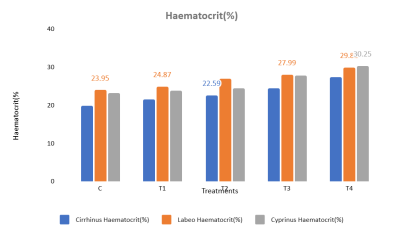 Haematocrit(%)
40
30
20
10
0
Haematocrit(%
23.95
24.87
22.59
27.99
29.8
30.25
C
T1
T2
T3
T4
Treatments
Cirrhinus Haematocrit(%)
Labeo Haematocrit(%)
Cyprinus Haematocrit(%)